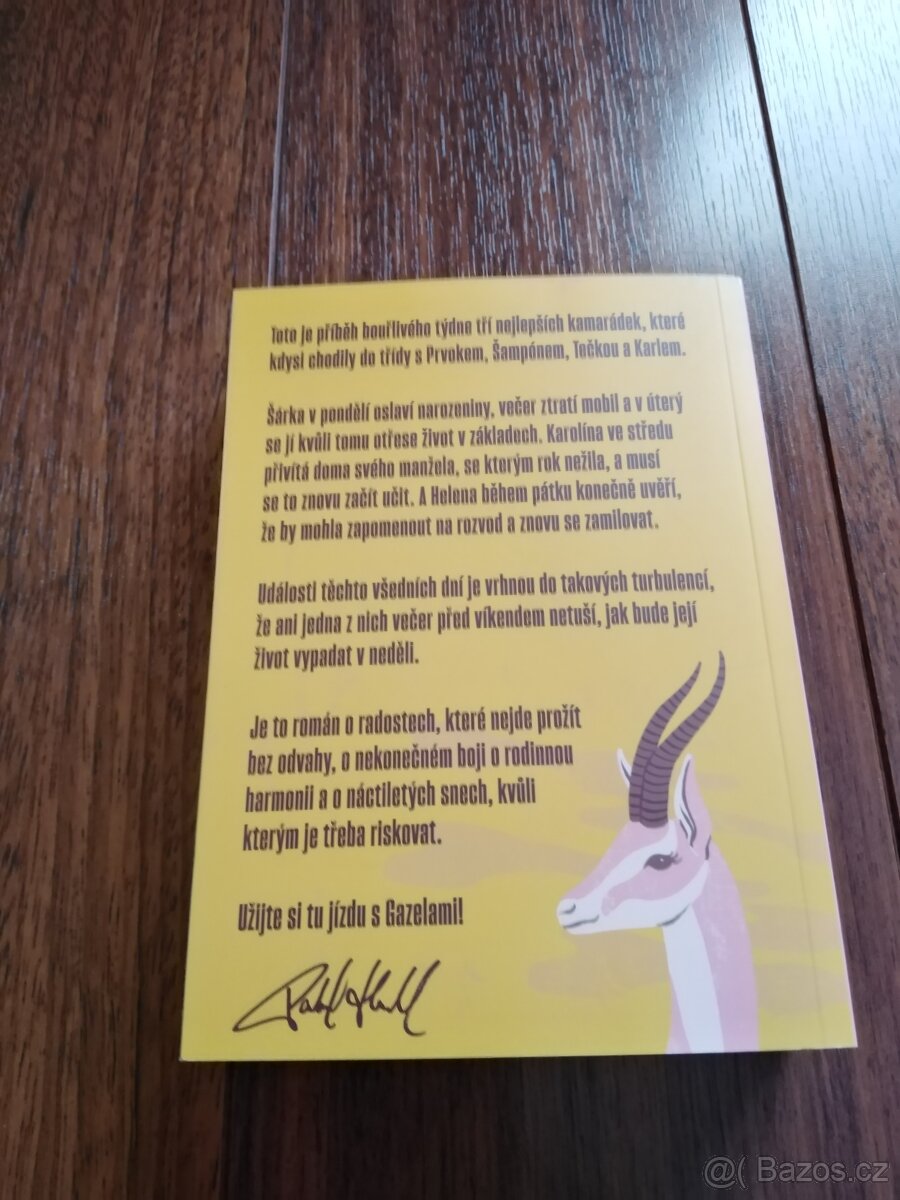 Toto je příběh bouřlivého týdne tří nejlepších kamarádek, které
kdysi chodily do třídy s Prvokem, Šampónem, Tečkou a Karlem.
Šárka v pondělí oslaví narozeniny, večer ztratí mobil a v úterý
se jí kvůli tomu otřese život v základech. Karolína ve středu
přivítá doma svého manžela, se kterým rok nežila, a musí
se to znovu začít učit. A Helena během pátku konečně uvěří,
že by mohla zapomenout na rozvod a znovu se zamilovat.
Události těchto všedních dní je vrhnou do takových turbulencí,
že ani jedna z nich večer před víkendem netuší, jak bude její
život vypadat v neděli.
Je to román o radostech, které nejde prožít
bez odvahy, o nekonečném boji o rodinnou
harmonii a o náctiletých snech, kvůli
kterým je třeba riskovat.
Užijte si tu jízdu s Gazelami!
@( Bazos.cz